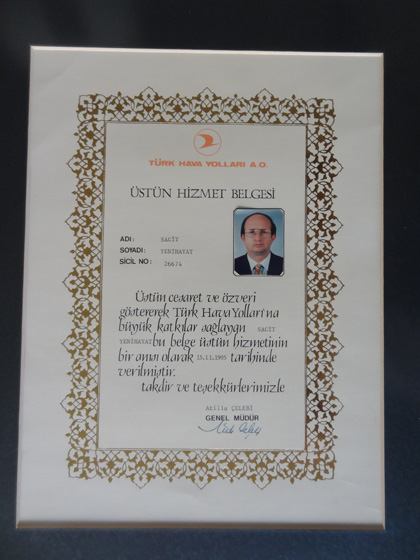 TÜRK HAVA YOLLARI A.O.
ÜSTÜN HİZMET BELGESİ
ADI: SACİT
SOYADI: YENİHAYAT
SİCİL NO: 26674
Üstün cesaret ve özveri
göstererek Türk Hava Yolları'na
büyük katkılar sağlayan SACİT
YENİHAYAT bu belge üstün hizmetinin
bir anısı olarak 15.11.1995 tarihinde
verilmiştir.
takdir ve teşekkürlerimizle
Atilla ÇELEBİ
GENEL MÜDÜR